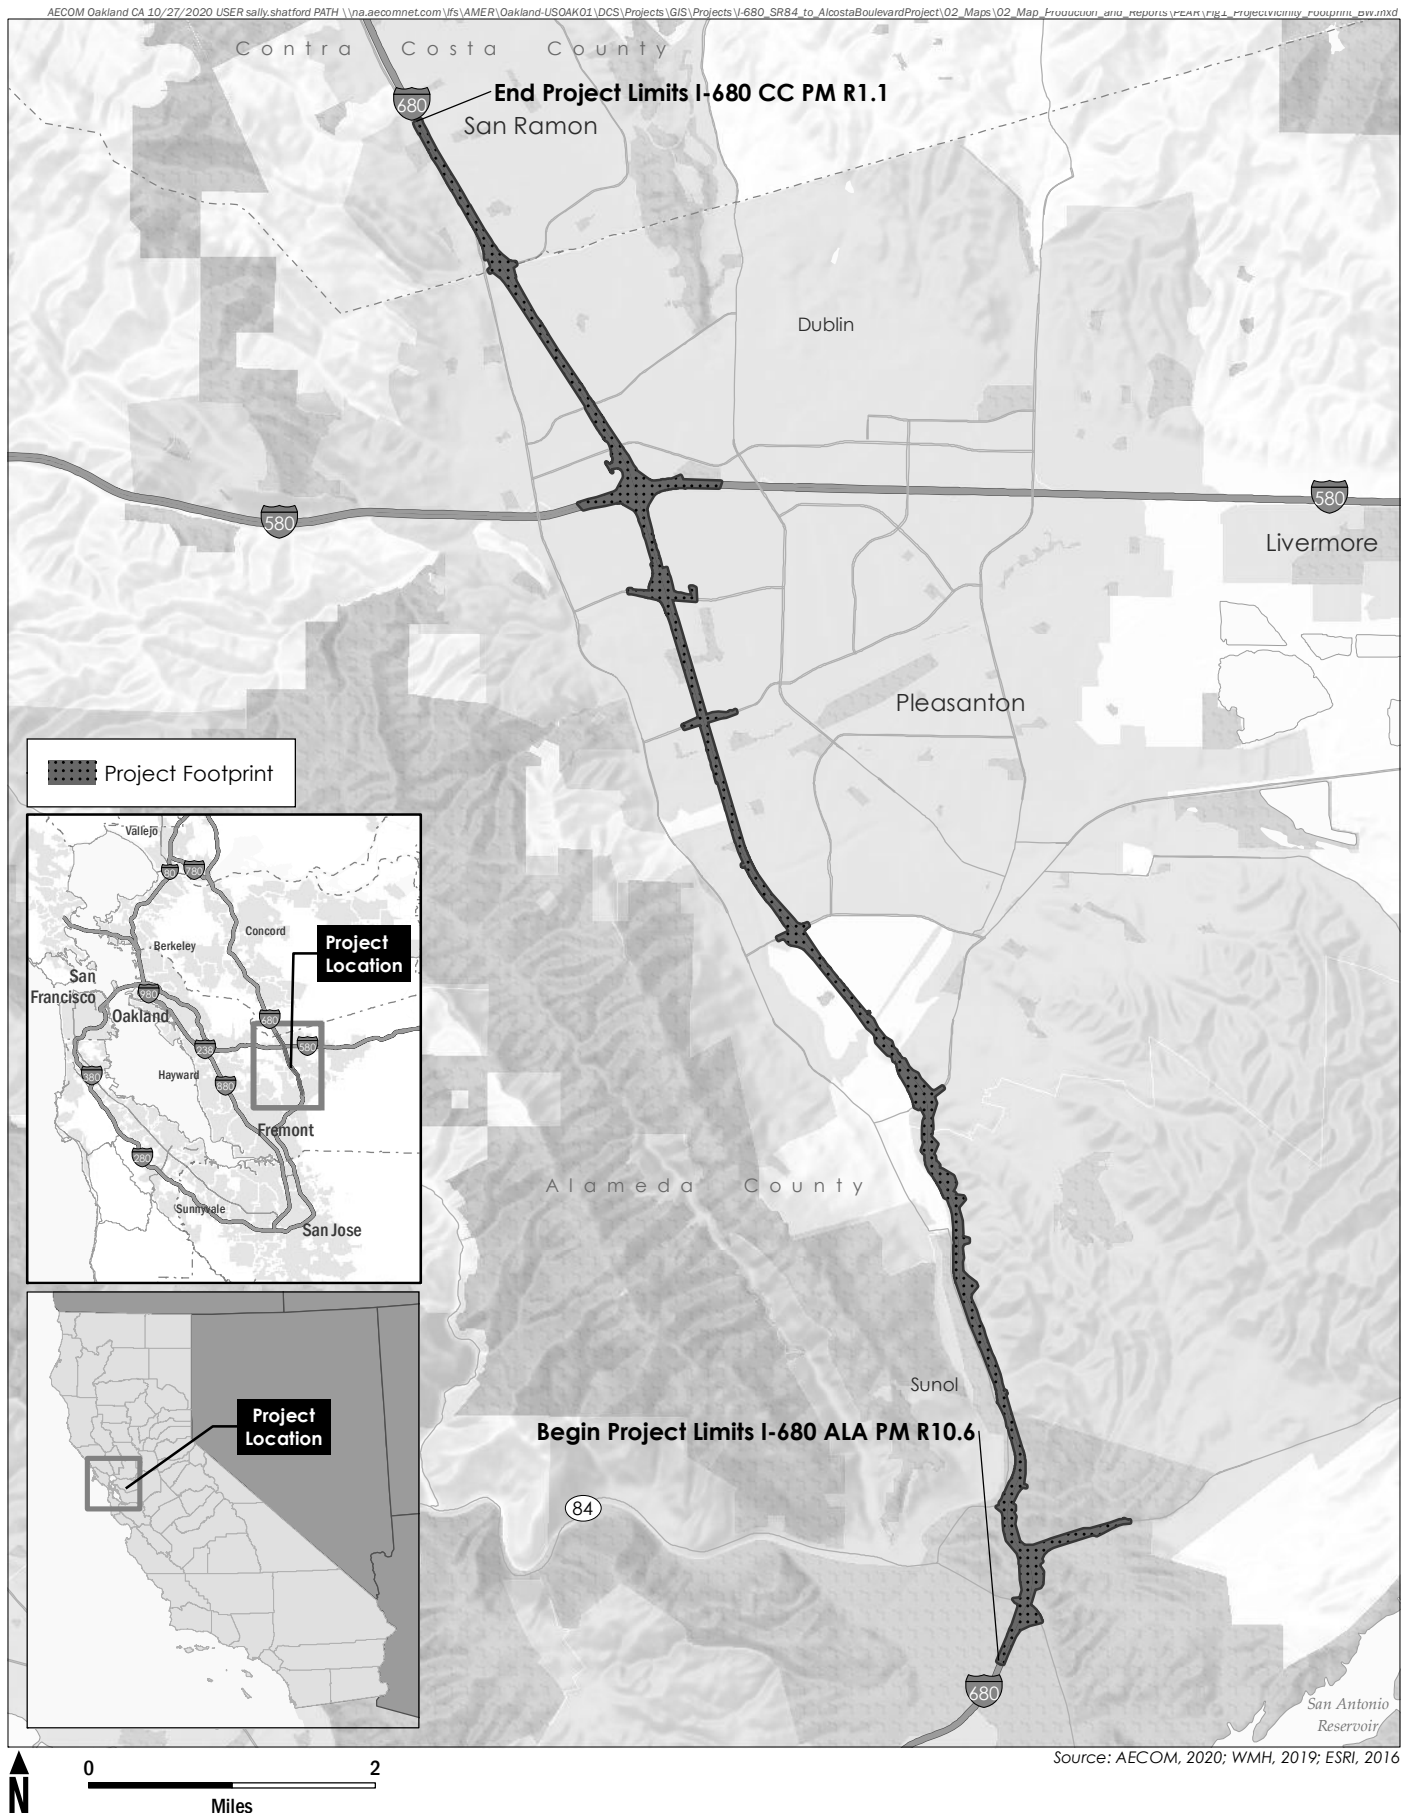 AECOM Oakland CA 10/27/2020 USER sally.shatford PATH \\na.aecomnet.com\lfs\AMER\Oakland-USOAK01\DCS\Projects\GIS\Projects\I-680_SR84_to_AlcostaBoulevardProject\02_Maps\02_Map_Production_and_Reports\PEAR\Fig1_ProjectVicinity_Footprint_BW.mxd
Contra Costa County
680
End Project Limits I-680 CC PM R1.1
San Ramon
Dublin
580
580
Livermore
Pleasanton
Project Footprint
Vallejo
80
780
Concord
Berkeley
Project
Location
San
Francisco
980
Oakland
680
238
580
Hayward
380
880
Fremont
280
Sunnyvale
San Jose
Alameda County
Sunol
Project
Location
Begin Project Limits I-680 ALA PM R10.6
84
680
San Antonio
Reservoir
Source: AECOM, 2020; WMH, 2019; ESRI, 2016
N
0 2
Miles